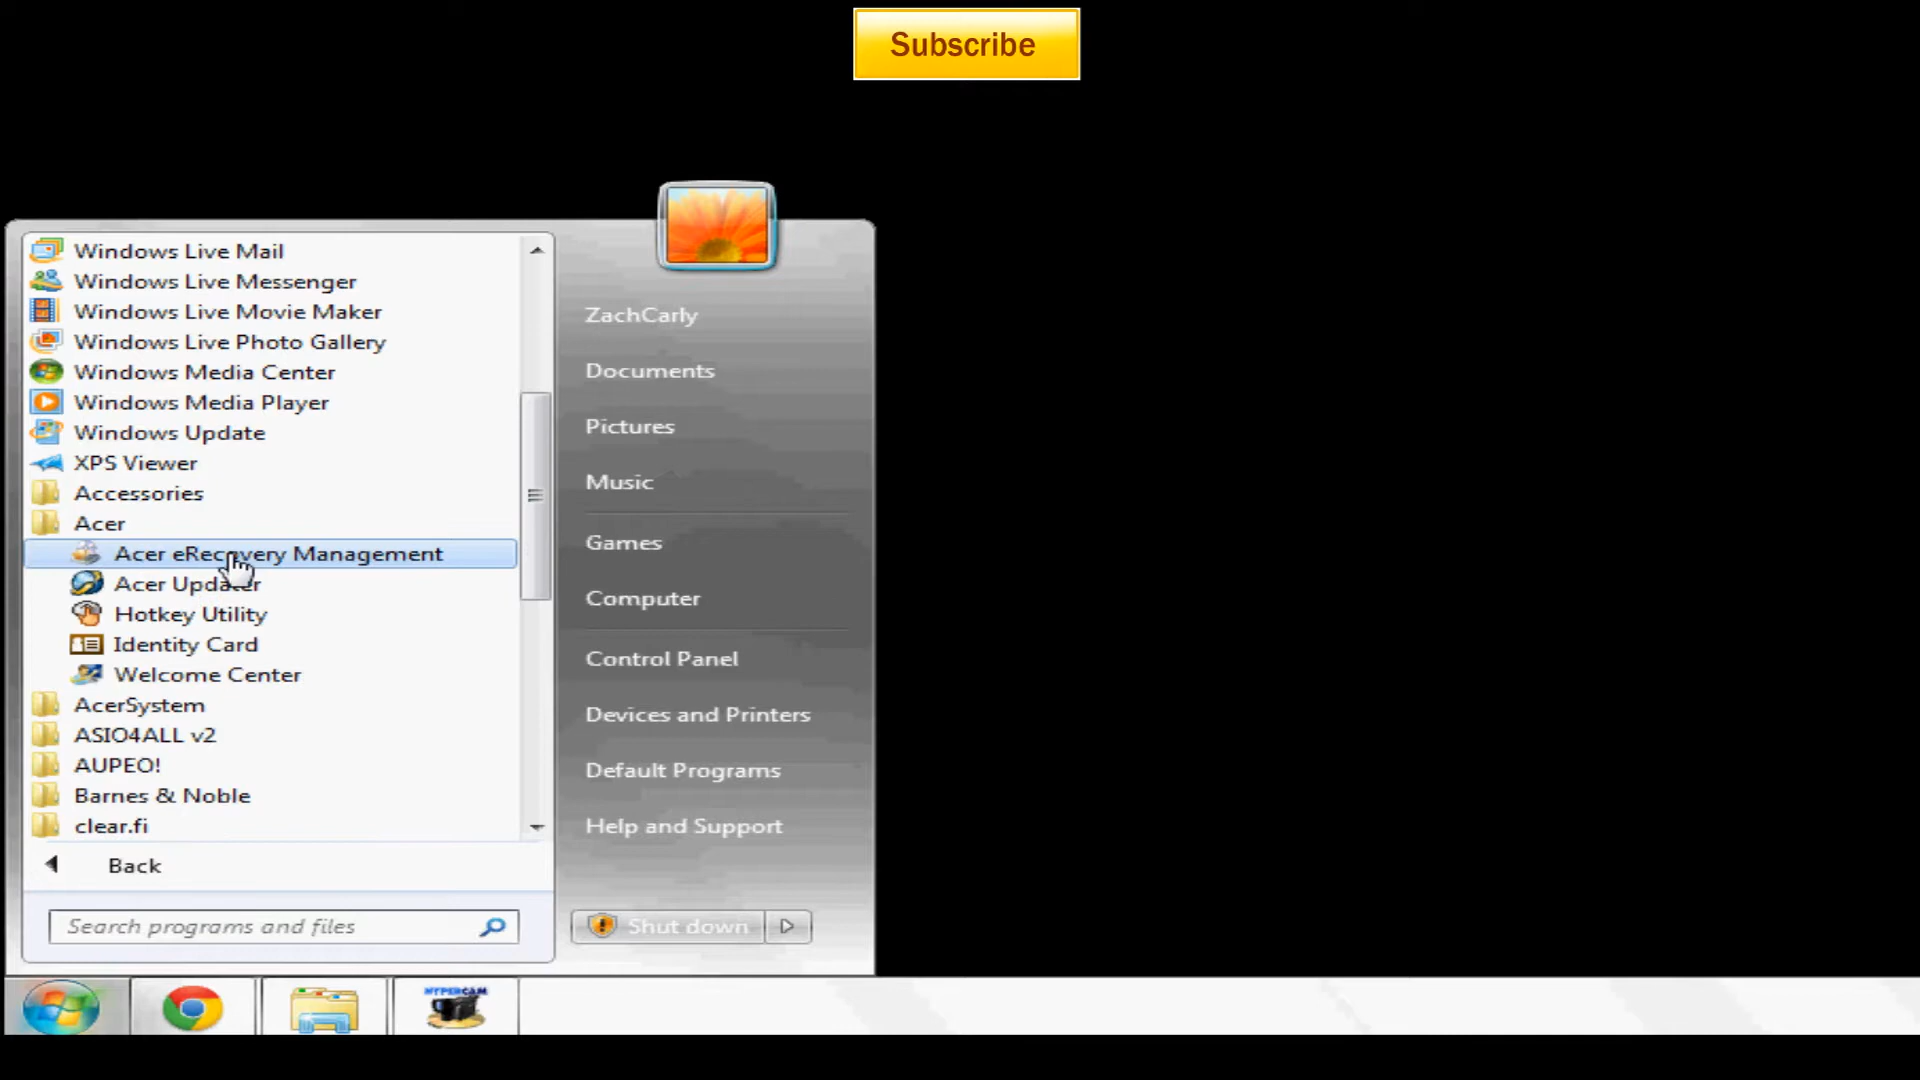 Subscribe
Windows Live Mail
Windows Live Messenger
Windows Live Movie Maker
Windows Live Photo Gallery
Windows Media Center
Windows Media Player
Windows Update
XPS Viewer
Accessories
Acer
Acer eRecovery Management
Acer Updater
Hotkey Utility
Identity Card
Welcome Center
AcerSystem
ASIO4ALL v2
AUPEO!
Barnes & Noble
clear.fi
Back
Search programs and files
ZachCarly
Documents
Pictures
Music
Games
Computer
Control Panel
Devices and Printers
Default Programs
Help and Support
Shut down
HYPERCAM